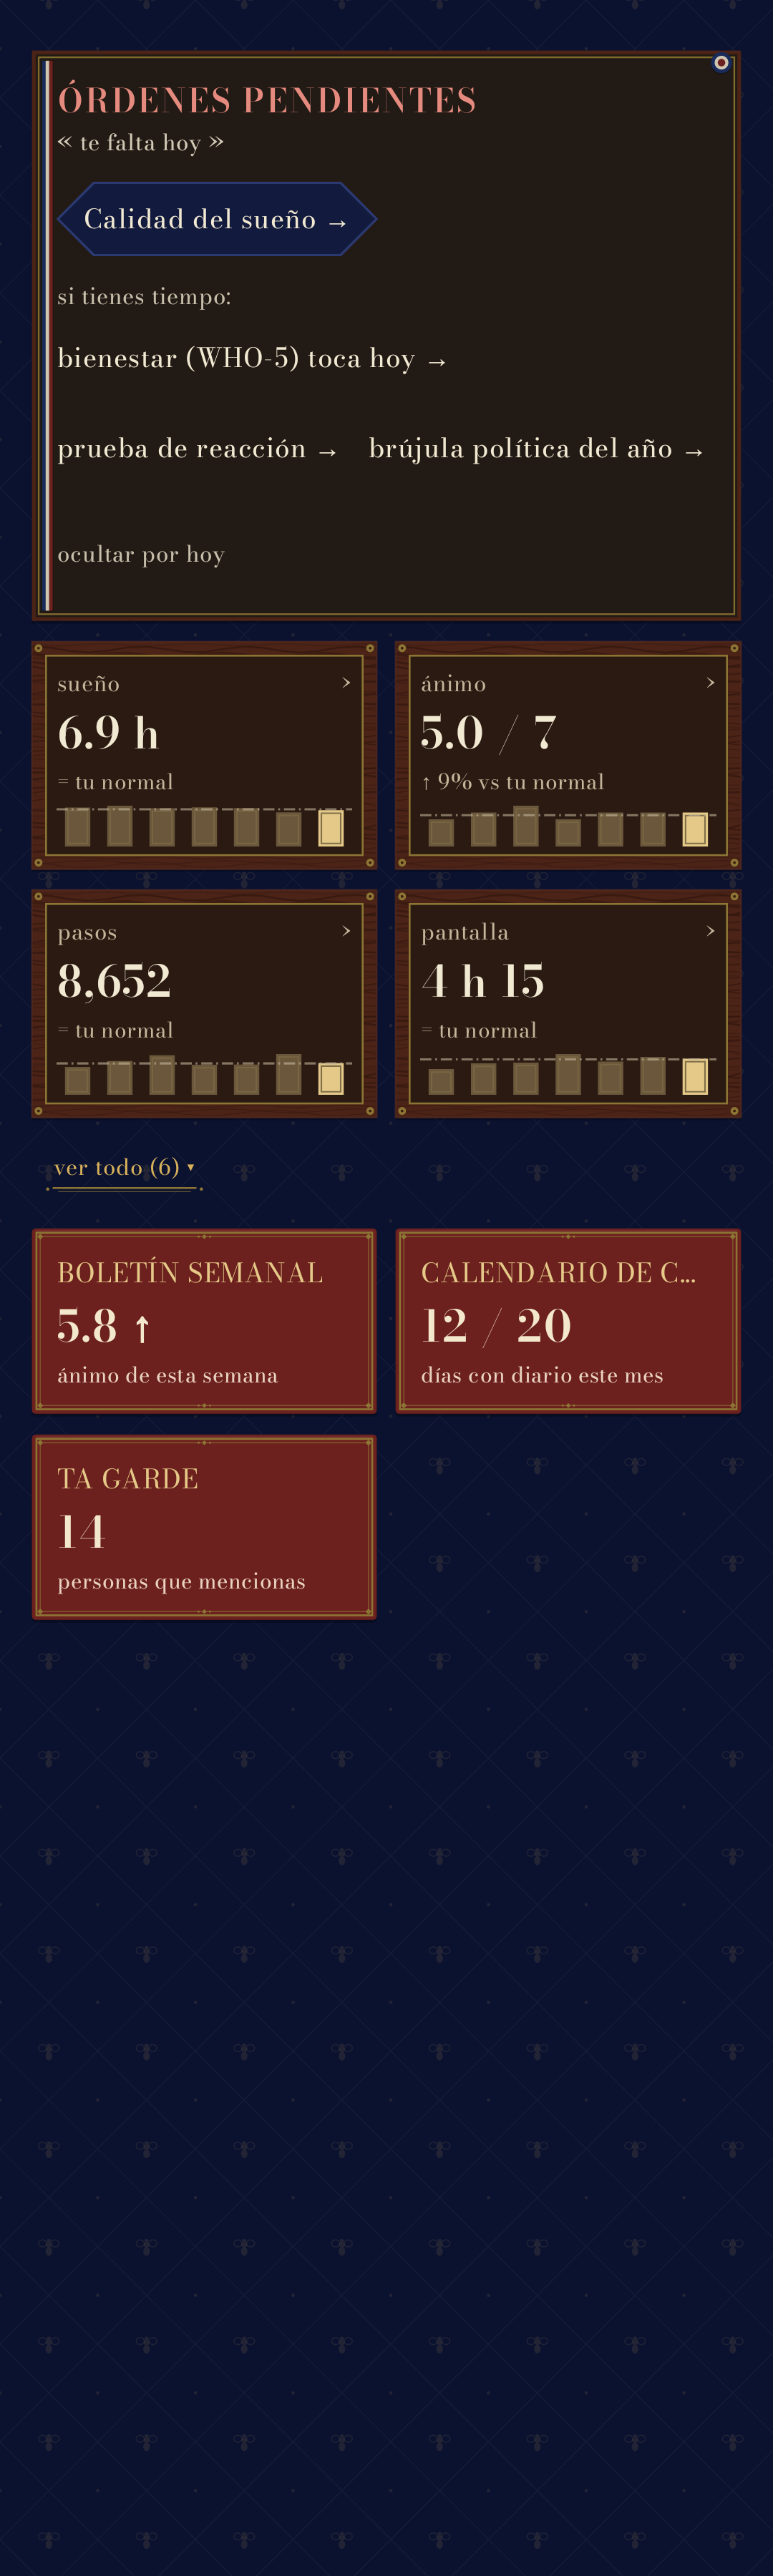 ÓRDENES PENDIENTES
« te falta hoy »
Calidad del sueño →
si tienes tiempo:
bienestar (WHO-5) toca hoy →
prueba de reacción → brújula política del año →
ocultar por hoy
sueño >
6.9 h
= tu normal
ánimo >
5.0 / 7
↑ 9% vs tu normal
pasos >
8,652
= tu normal
pantalla >
4 h 15
= tu normal
ver todo (6) ▾
BOLETÍN SEMANAL
5.8 ↑
ánimo de esta semana
CALENDARIO DE C...
12 / 20
días con diario este mes
TA GARDE
14
personas que mencionas